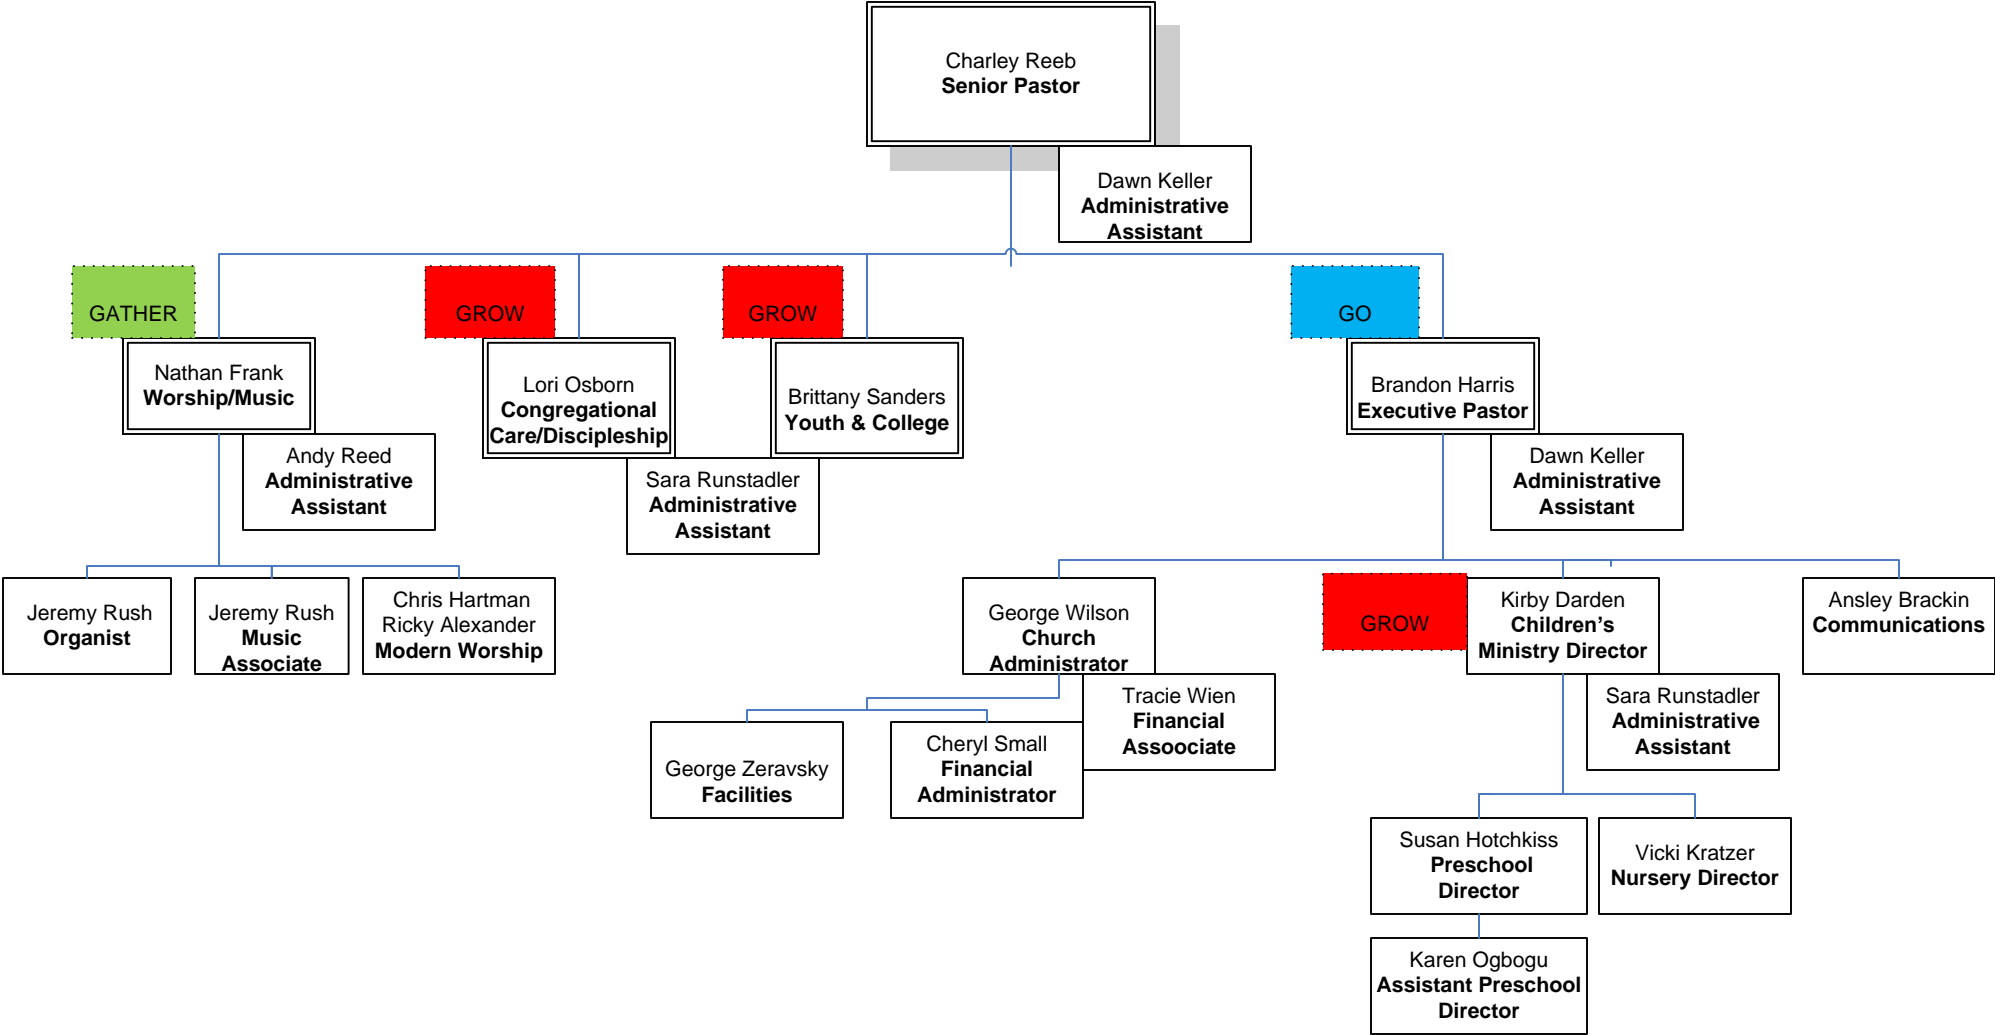 Charley Reeb
Senior Pastor
Dawn Keller
Administrative
Assistant
GATHER
GROW
GROW
GO
Nathan Frank
Worship/Music
Lori Osborn
Congregational
Care/Discipleship
Brittany Sanders
Youth & College
Brandon Harris
Executive Pastor
Andy Reed
Administrative
Assistant
Sara Runstadler
Administrative
Assistant
Dawn Keller
Administrative
Assistant
Jeremy Rush
Organist
Jeremy Rush
Music
Associate
Chris Hartman
Ricky Alexander
Modern Worship
George Wilson
Church
Administrator
GROW
Kirby Darden
Children’s
Ministry Director
Ansley Brackin
Communications
Tracie Wien
Financial
Assoociate
Sara Runstadler
Administrative
Assistant
George Zeravsky
Facilities
Cheryl Small
Financial
Administrator
Susan Hotchkiss
Preschool
Director
Vicki Kratzer
Nursery Director
Karen Ogbogu
Assistant Preschool
Director